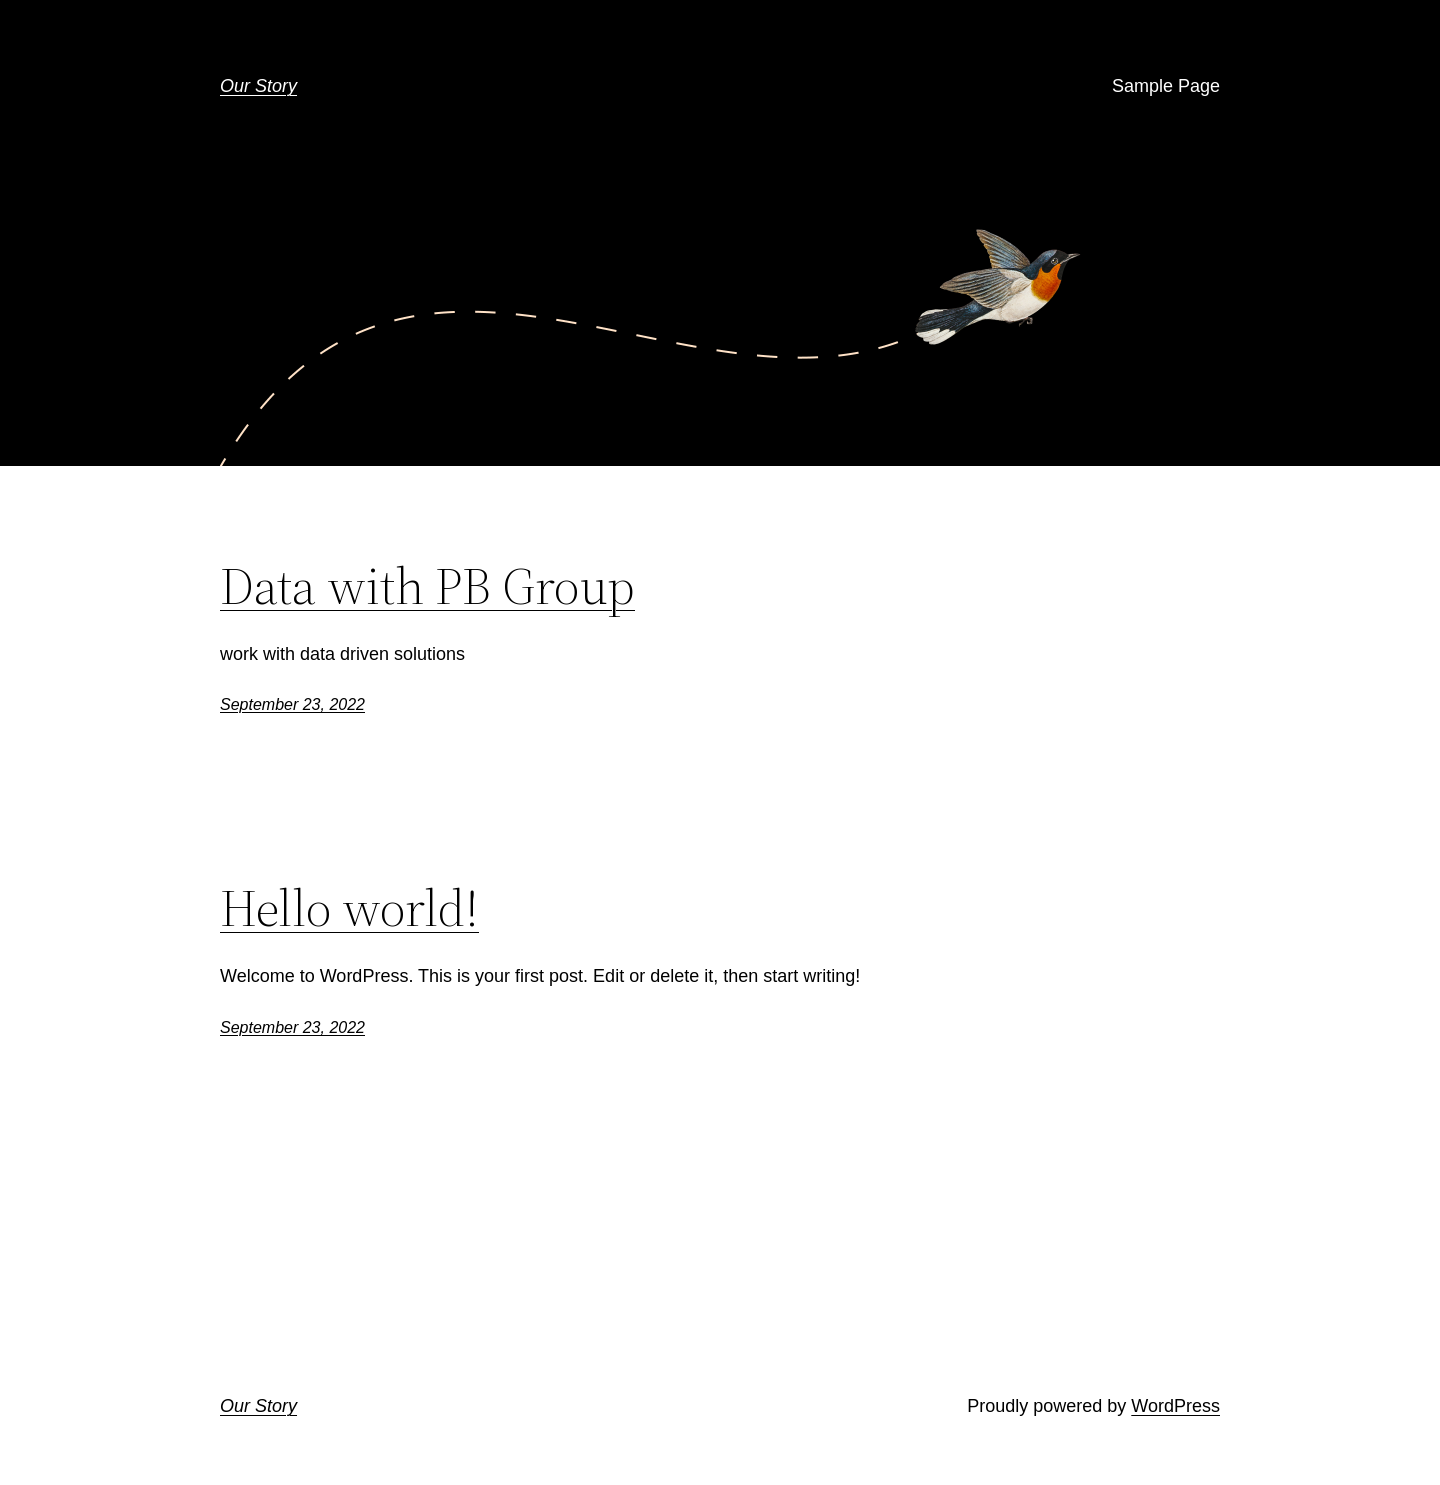 Our Story
Sample Page
Data with PB Group
work with data driven solutions
September 23, 2022
Hello world!
Welcome to WordPress. This is your first post. Edit or delete it, then start writing!
September 23, 2022
Our Story
Proudly powered by WordPress